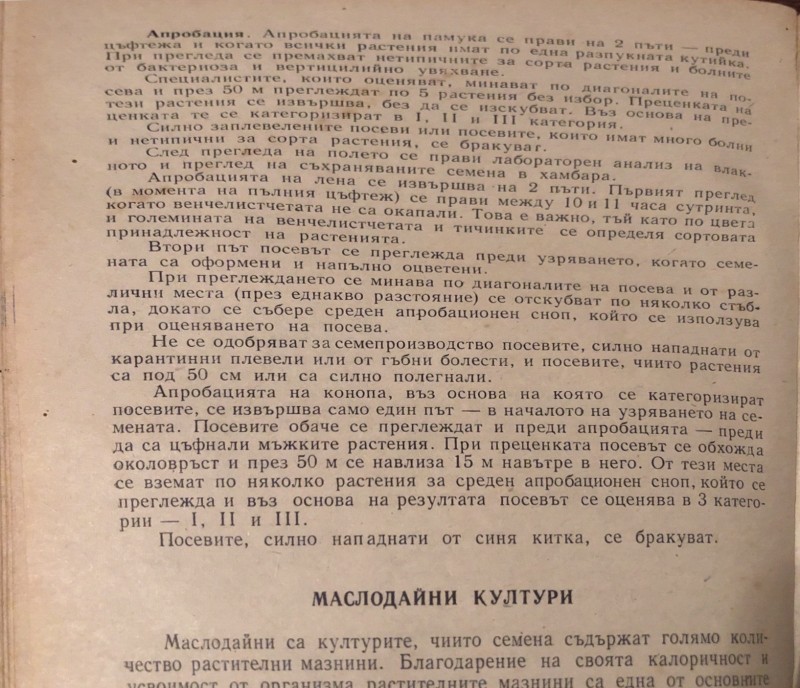 Апробация. Апробацията на памука се прави на 2 пъти — преди
цъфтежа и когато всички растения имат по една разпукната кутийка.
При прегледа се премахват нетипичните за сорта растения и болните
от бактериоза и вертицилийно увяхване.
Специалистите, които оценяват, минават по диагоналите на по-
сева и през 50 м преглеждат по 5 растения без избор. Преценката на
тези растения се извършва, без да се изскубват. Въз основа на пре-
ценката те се категоризират в I, II и III категория.
Силно заплевелените посеви или посевите, които имат много болни
и нетипични за сорта растения, се бракуват.
След прегледа на полето се прави лабораторен анализ на влак-
ното и преглед на съхраняваните семена в хамбара.
Апробацията на лена се извършва на 2 пъти. Първият преглед
(в момента на пълния цъфтеж) се прави между 10 и 11 часа сутринта,
когато венчелистчетата не са окапали. Това е важно, тъй като по цвета
и големината на венчелистчетата и тичинките се определя сортовата
принадлежност на растенията.
Втори път посевът се преглежда преди узряването, когато семе-
ната са оформени и напълно оцветени.
При преглеждането се минава по диагоналите на посева и от раз-
лични места (през еднакво разстояние) се отскубват по няколко стъб-
ла, докато се събере среден апробационен сноп, който се използува
при оценяването на посева.
Не се одобряват за семепроизводство посевите, силно нападнати от
карантинни плевели или от гъбни болести, и посевите, чиито растения
са под 50 см или са силно полегнали.
Апробацията на конопа, въз основа на която се категоризират
посевите, се извършва само един път — в началото на узряването на се-
мената. Посевите обаче се преглеждат и преди апробацията — преди
да са цъфнали мъжките растения. При преценката посевът се обхожда
околовръст и през 50 м се навлиза 15 м навътре в него. От тези места
се вземат по няколко растения за среден апробационен сноп, който се
преглежда и въз основа на резултата посевът се оценява в 3 катего-
рии — I, II и III.
Посевите, силно нападнати от синя китка, се бракуват.
МАСЛОДАЙНИ КУЛТУРИ
Маслодайни са културите, чиито семена съдържат голямо коли-
чество растителни мазнини. Благодарение на своята калоричност и
усвоимост от организма растителните мазнини са една от основните